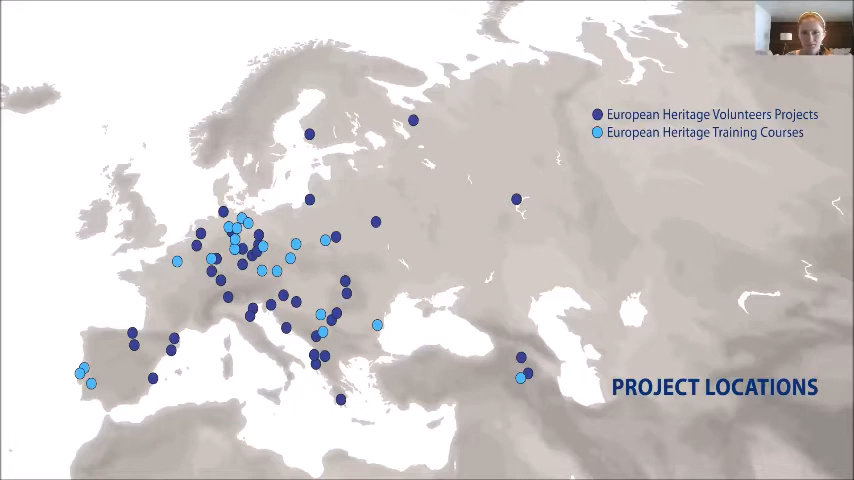 European Heritage Volunteers Projects
European Heritage Training Courses
PROJECT LOCATIONS